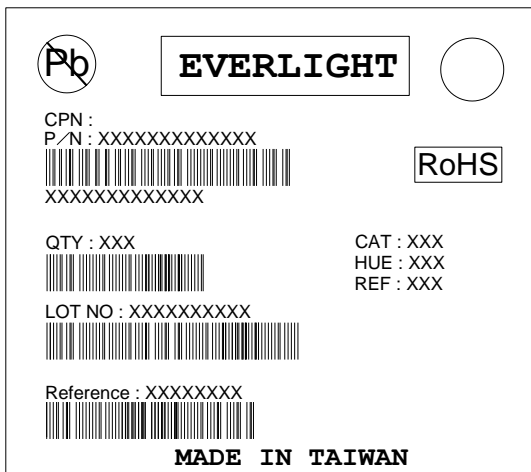 Pb
EVERLIGHT
CPN :
P/N : XXXXXXXXXXXXX
RoHS
XXXXXXXXXXXXX
QTY : XXX
CAT : XXX
HUE : XXX
REF : XXX
LOT NO : XXXXXXXXXX
Reference : XXXXXXXX
MADE IN TAIWAN